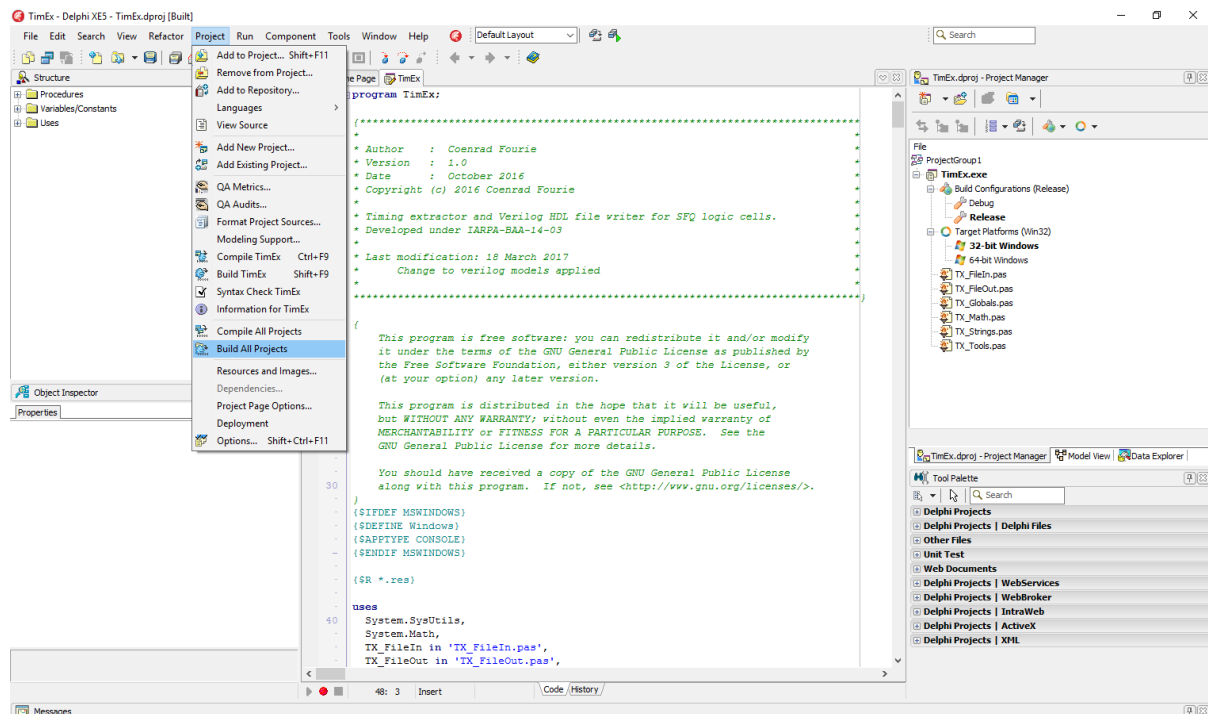 TimEx - Delphi XE5 - TimEx.dproj [Built]
File Edit Search View Refactor Project Run Component Tools Window Help Default Layout Search
Structure
Procedures
Variables/Constants
Uses
Object Inspector
Properties
Add to Project... Shift+F11
Remove from Project...
Add to Repository...
Languages
View Source
Add New Project...
Add Existing Project...
QA Metrics...
QA Audits...
Format Project Sources...
Modeling Support...
Compile TimEx Ctrl+F9
Build TimEx Shift+F9
Syntax Check TimEx
Information for TimEx
Compile All Projects
Build All Projects
Resources and Images...
Dependencies...
Project Page Options...
Deployment
Options... Shift+Ctrl+F11
me Page TimEx
program TimEx;
{*******************************************************************************
* *
* Author : Coenrad Fourie *
* Version : 1.0 *
* Date : October 2016 *
* Copyright (c) 2016 Coenrad Fourie *
* *
* Timing extractor and Verilog HDL file writer for SFQ logic cells. *
* Developed under IARPA-BAA-14-03 *
* *
* Last modification: 18 March 2017 *
* Change to verilog models applied *
* *
*******************************************************************************}
{
This program is free software: you can redistribute it and/or modify
it under the terms of the GNU General Public License as published by
the Free Software Foundation, either version 3 of the License, or
(at your option) any later version.
This program is distributed in the hope that it will be useful,
but WITHOUT ANY WARRANTY; without even the implied warranty of
MERCHANTABILITY or FITNESS FOR A PARTICULAR PURPOSE. See the
GNU General Public License for more details.
You should have received a copy of the GNU General Public License
30 along with this program. If not, see <http://www.gnu.org/licenses/>.
}
{$IFDEF MSWINDOWS}
{$DEFINE Windows}
{$APPTYPE CONSOLE}
{$ENDIF MSWINDOWS}
{$R *.res}
uses
40 System.SysUtils,
System.Math,
TX_FileIn in 'TX_FileIn.pas',
TX_FileOut in 'TX_FileOut.pas',
48: 3 Insert Code History
Messages
TimEx.dproj - Project Manager
File
ProjectGroup1
TimEx.exe
Build Configurations (Release)
Debug
Release
Target Platforms (Win32)
32-bit Windows
64-bit Windows
TX_FileIn.pas
TX_FileOut.pas
TX_Globals.pas
TX_Math.pas
TX_Strings.pas
TX_Tools.pas
TimEx.dproj - Project Manager Model View Data Explorer
Tool Palette
Search
Delphi Projects
Delphi Projects | Delphi Files
Other Files
Unit Test
Web Documents
Delphi Projects | WebServices
Delphi Projects | WebBroker
Delphi Projects | IntraWeb
Delphi Projects | ActiveX
Delphi Projects | XML